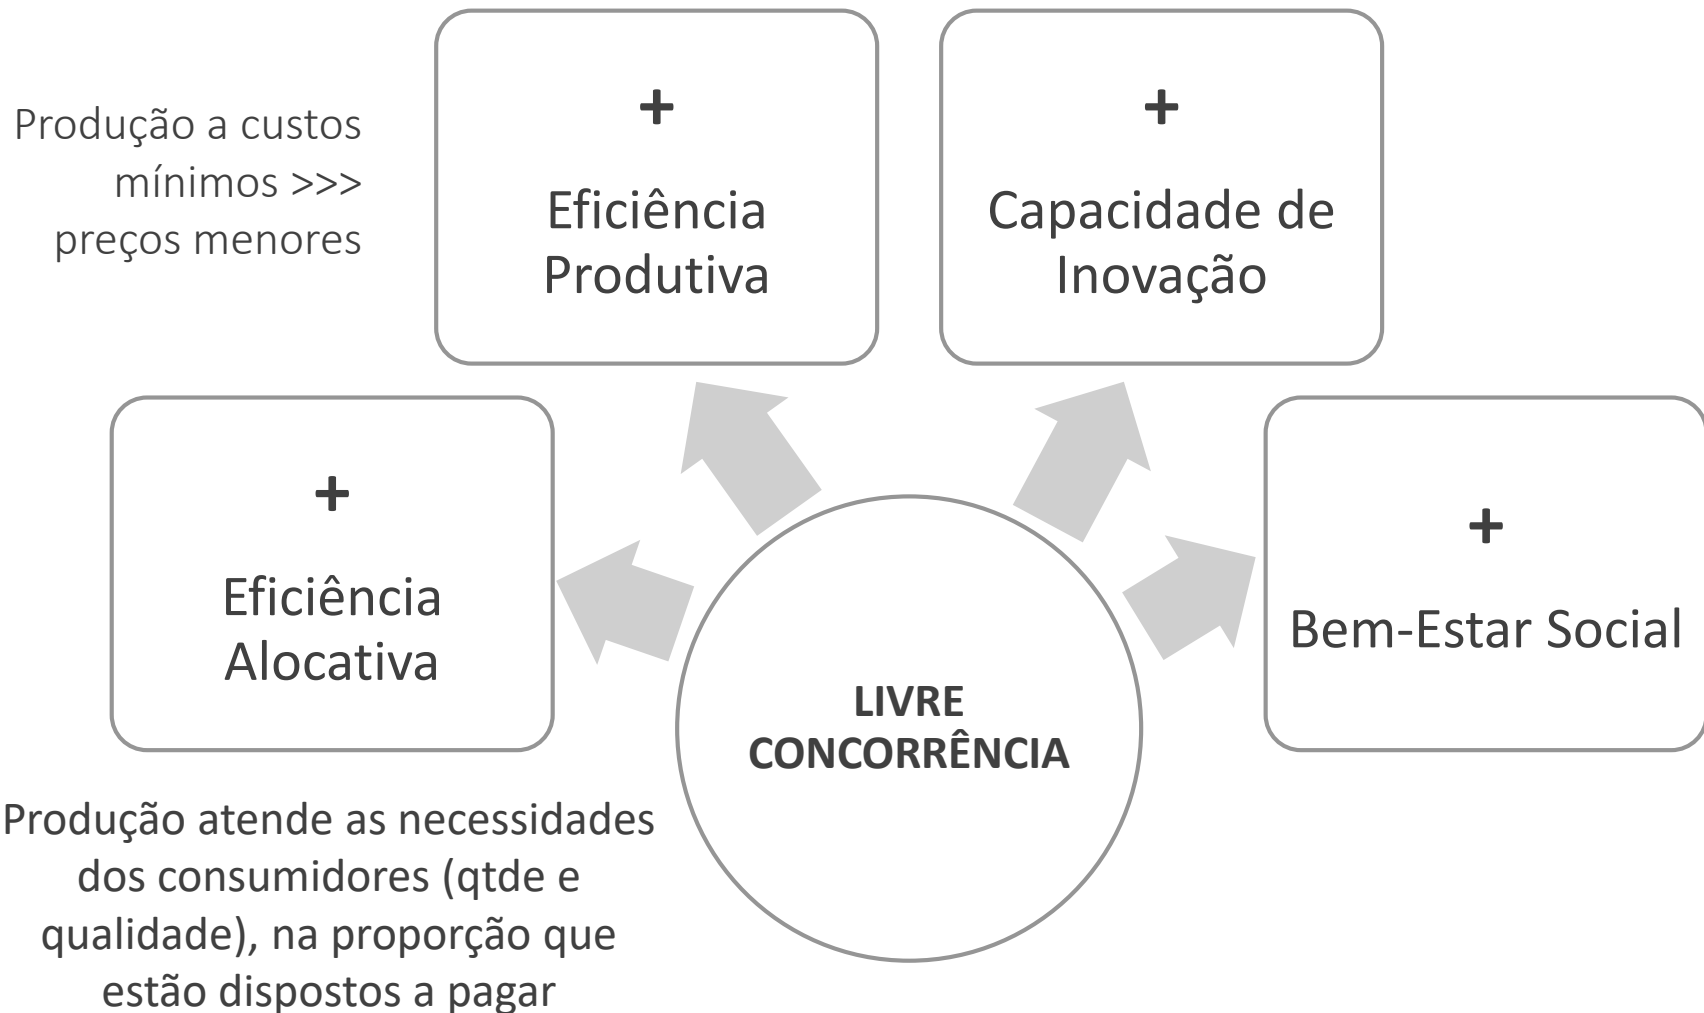 Produção a custos
mínimos >>>
preços menores
+
Eficiência
Produtiva
+
Capacidade de
Inovação
+
Eficiência
Alocativa
+
Bem-Estar Social
LIVRE
CONCORRÊNCIA
Produção atende as necessidades
dos consumidores (qtde e
qualidade), na proporção que
estão dispostos a pagar